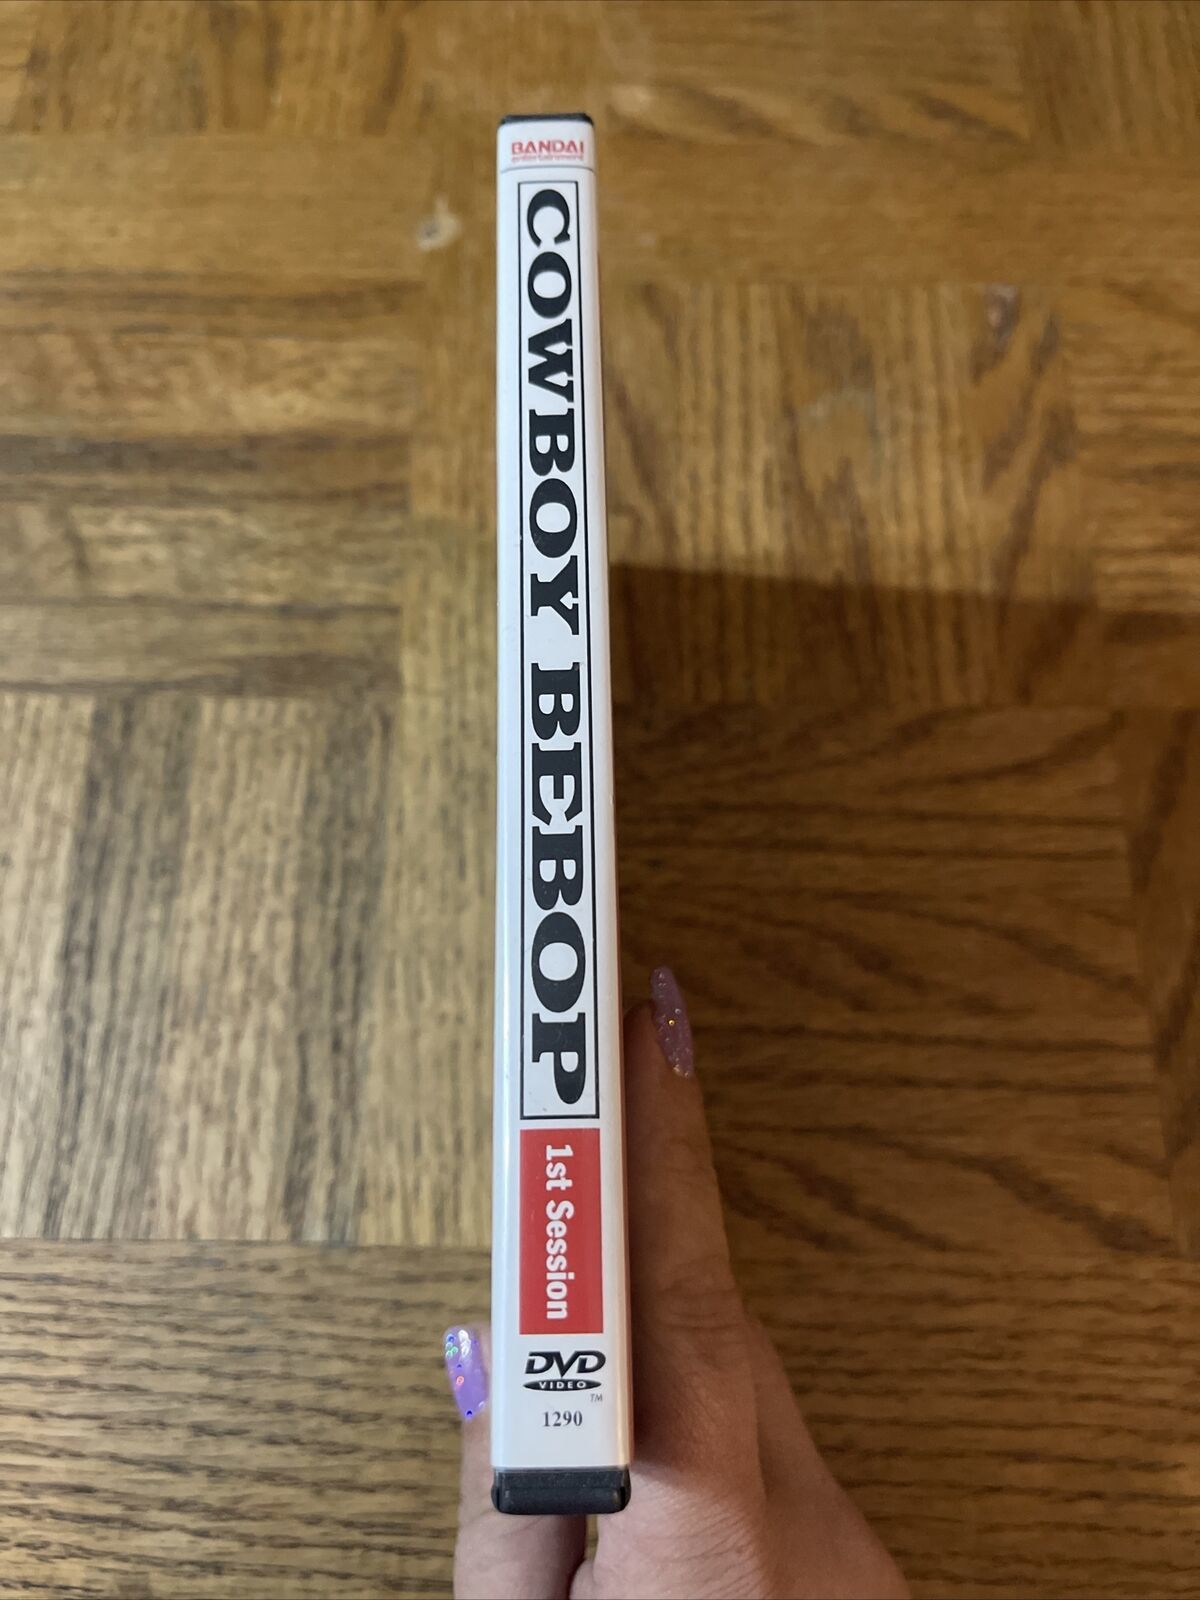 BANDAI
entertainment
COWBOY BEBOP
1st Session
DVD
VIDEO
TM
1290